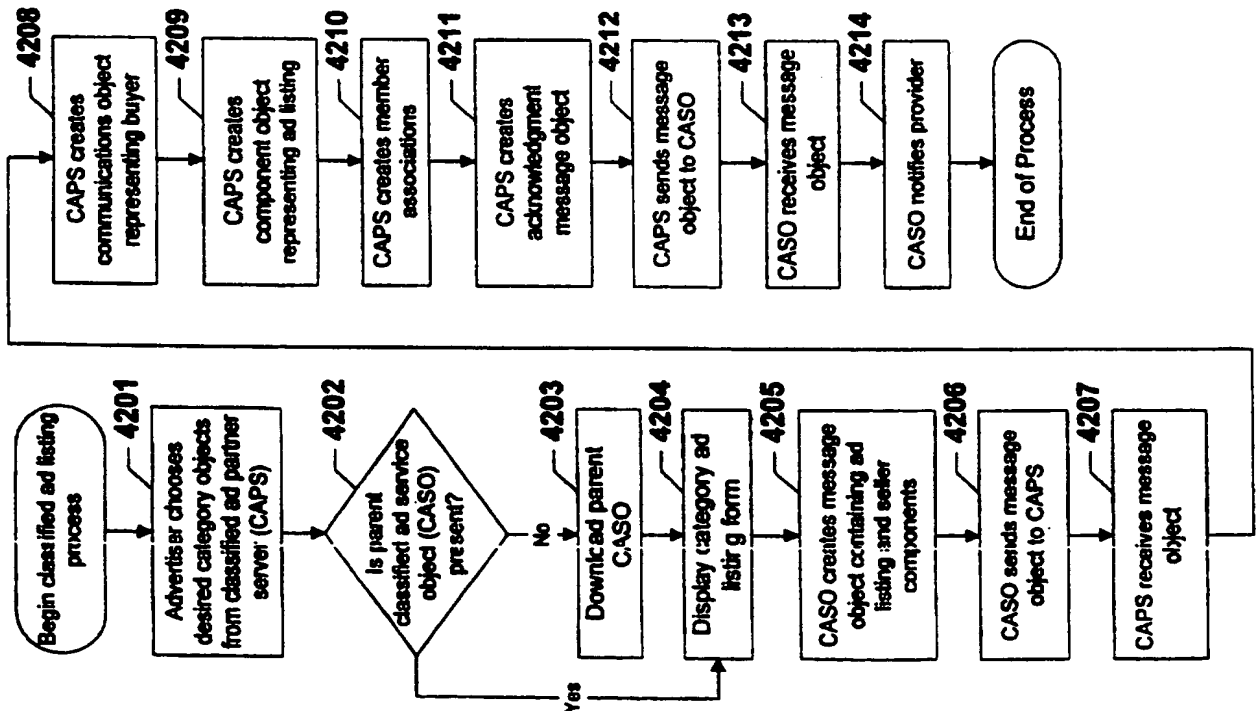 Begin classified ad listing
process
4201
Advertiser chooses
desired category objects
from classified ad partner
server (CAPS)
4202
Is parent
classified ad service
object (CASO)
present?
Yes
No
4203
Download parent
CASO
4204
Display category ad
listing form
4205
CASO creates message
object containing ad
listing and seller
components
4206
CASO sends message
object to CAPS
4207
CAPS receives message
object
4208
CAPS creates
communications object
representing buyer
4209
CAPS creates
component object
representing ad listing
4210
CAPS creates member
associations
4211
CAPS creates
acknowledgment
message object
4212
CAPS sends message
object to CASO
4213
CASO receives message
object
4214
CASO notifies provider
End of Process